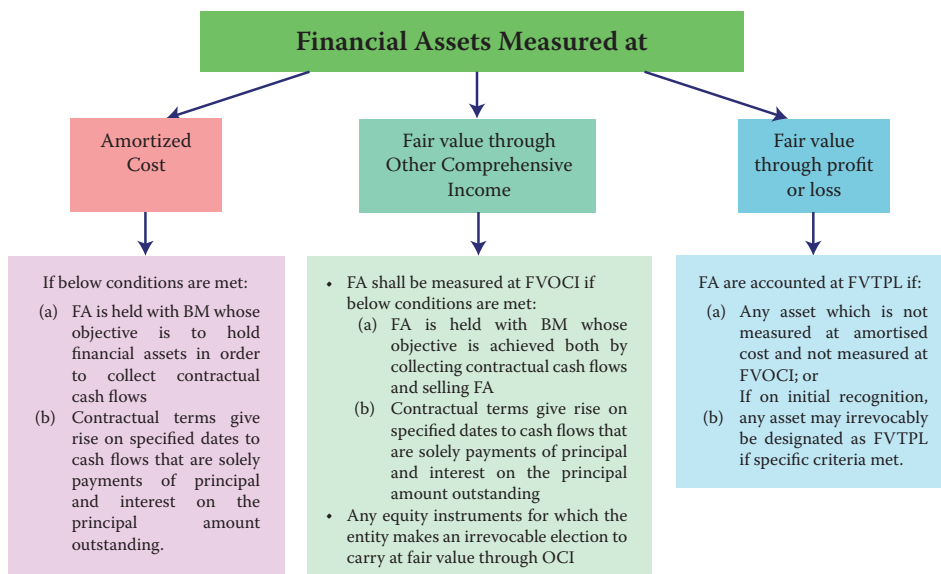 Financial Assets Measured at
Amortized
Cost
Fair value through
Other Comprehensive
Income
Fair value
through profit
or loss
If below conditions are met:
(a) FA is held with BM whose
objective is to hold
financial assets in order
to collect contractual
cash flows
(b) Contractual terms give
rise on specified dates to
cash flows that are solely
payments of principal
and interest on the
principal amount
outstanding.
• FA shall be measured at FVOCI if
below conditions are met:
(a) FA is held with BM whose
objective is achieved both by
collecting contractual cash flows
and selling FA
(b) Contractual terms give rise on
specified dates to cash flows that
are solely payments of principal
and interest on the principal
amount outstanding
• Any equity instruments for which the
entity makes an irrevocable election to
carry at fair value through OCI
FA are accounted at FVTPL if:
(a) Any asset which is not
measured at amortised
cost and not measured at
FVOCI; or
If on initial recognition,
(b) any asset may irrevocably
be designated as FVTPL
if specific criteria met.